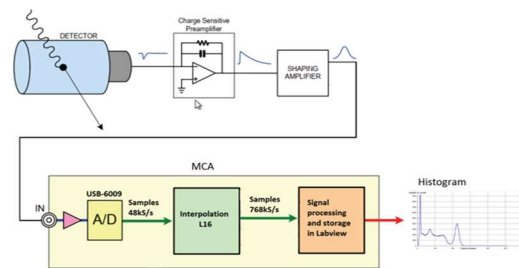 Charge Sensitive
Preamplifier
DETECTOR
SHAPING
AMPLIFIER
MCA
Histogram
USB-6009
IN
A/D
Samples
48kS/s
Interpolation
L16
Samples
768kS/s
Signal
processing
and storage
in Labview